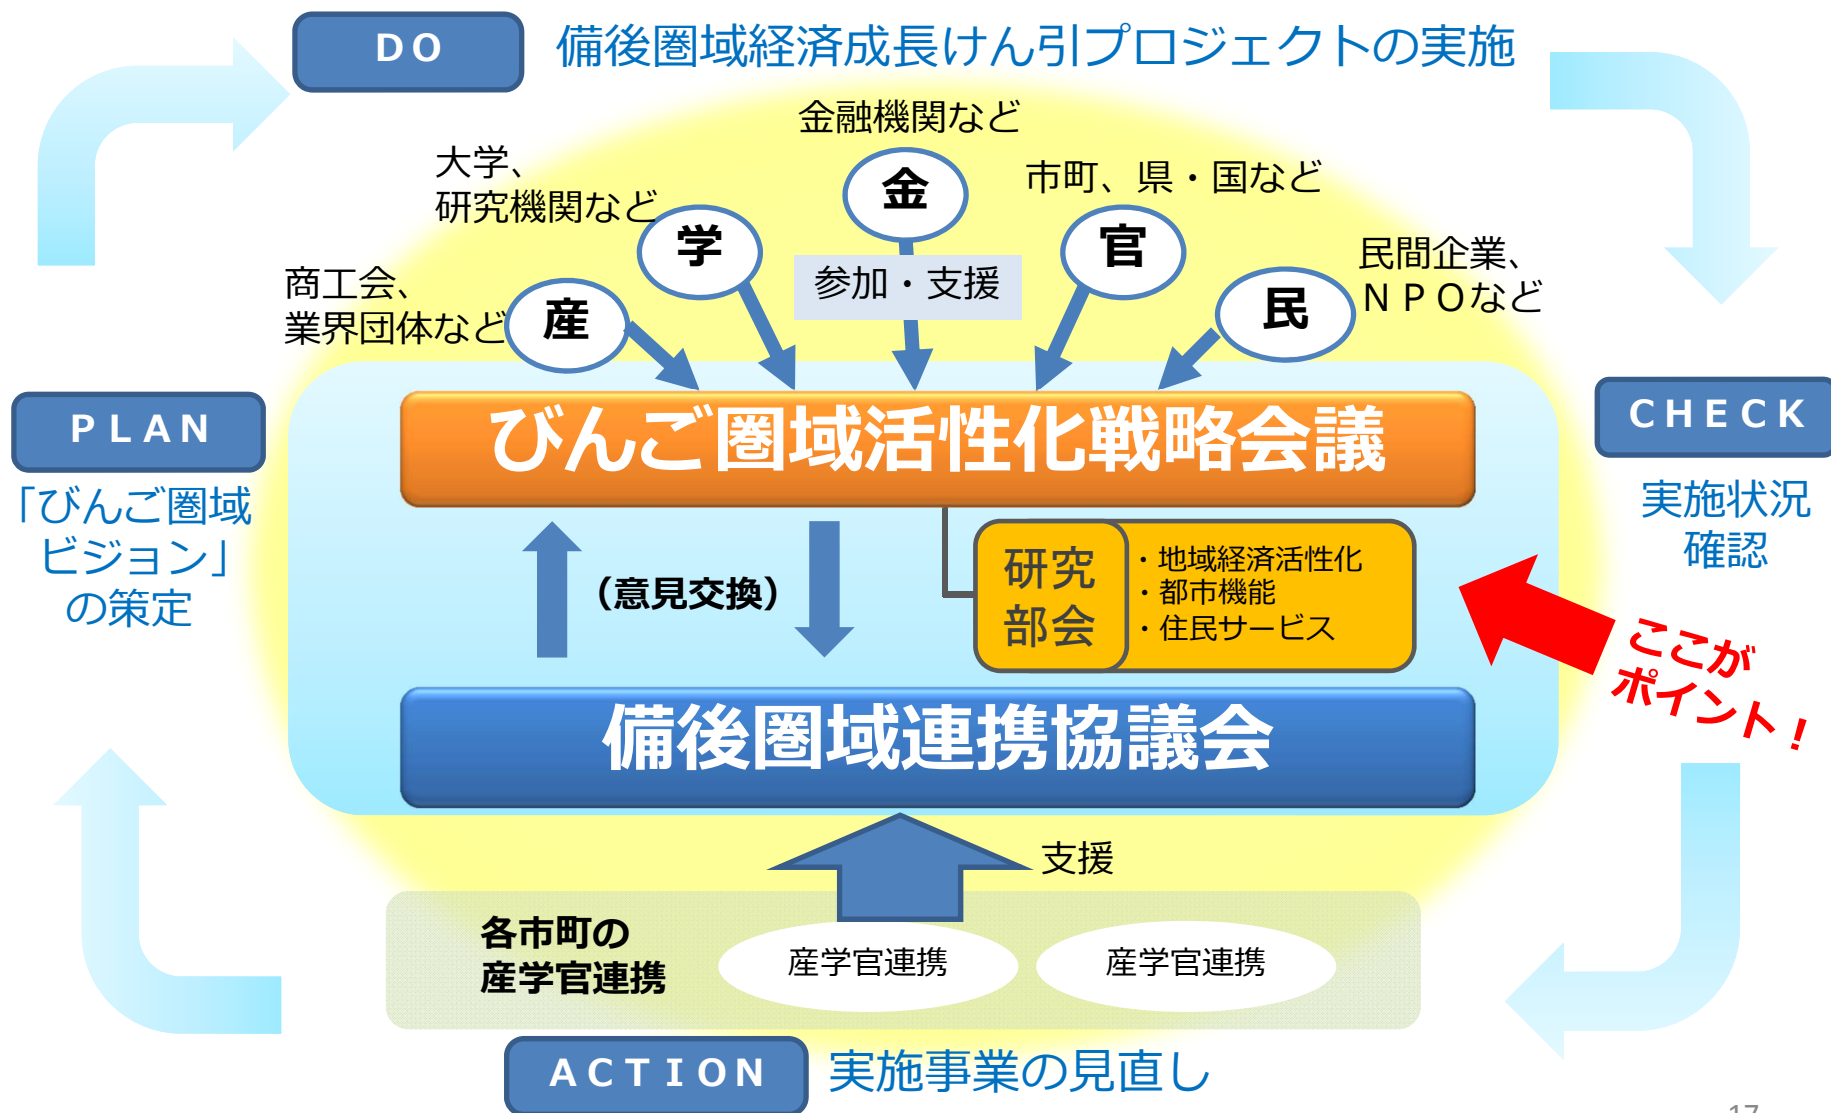 DO
備後圏域経済成長けん引プロジェクトの実施
金融機関など
金
大学、
研究機関など
学
市町、県・国など
官
商工会、
業界団体など
産
参加・支援
民間企業、
ＮＰＯなど
民
PLAN
「びんご圏域
ビジョン」
の策定
びんご圏域活性化戦略会議
CHECK
実施状況
確認
（意見交換）
研究
部会
・地域経済活性化
・都市機能
・住民サービス
ここが
ポイント！
備後圏域連携協議会
支援
各市町の
産学官連携
産学官連携
産学官連携
ACTION
実施事業の見直し
17